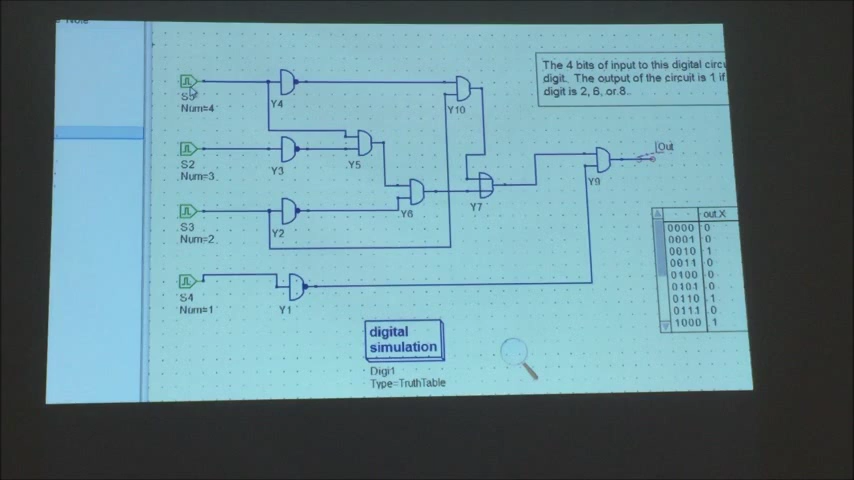 Note
The 4 bits of input to this digital circu
digit. The output of the circuit is 1 if
digit is 2, 6, or 8.
Num=4
Y4
Y10
S2
Num=3
Y3
Y5
Out
Y9
S3
Num=2
Y2
Y6
Y7
S4
Num=1
Y1
out.X
0000 0
0001 0
0010 1
0011 0
0100 0
0101 0
0110 1
0111 0
1000 1
digital
simulation
Digi1
Type=TruthTable